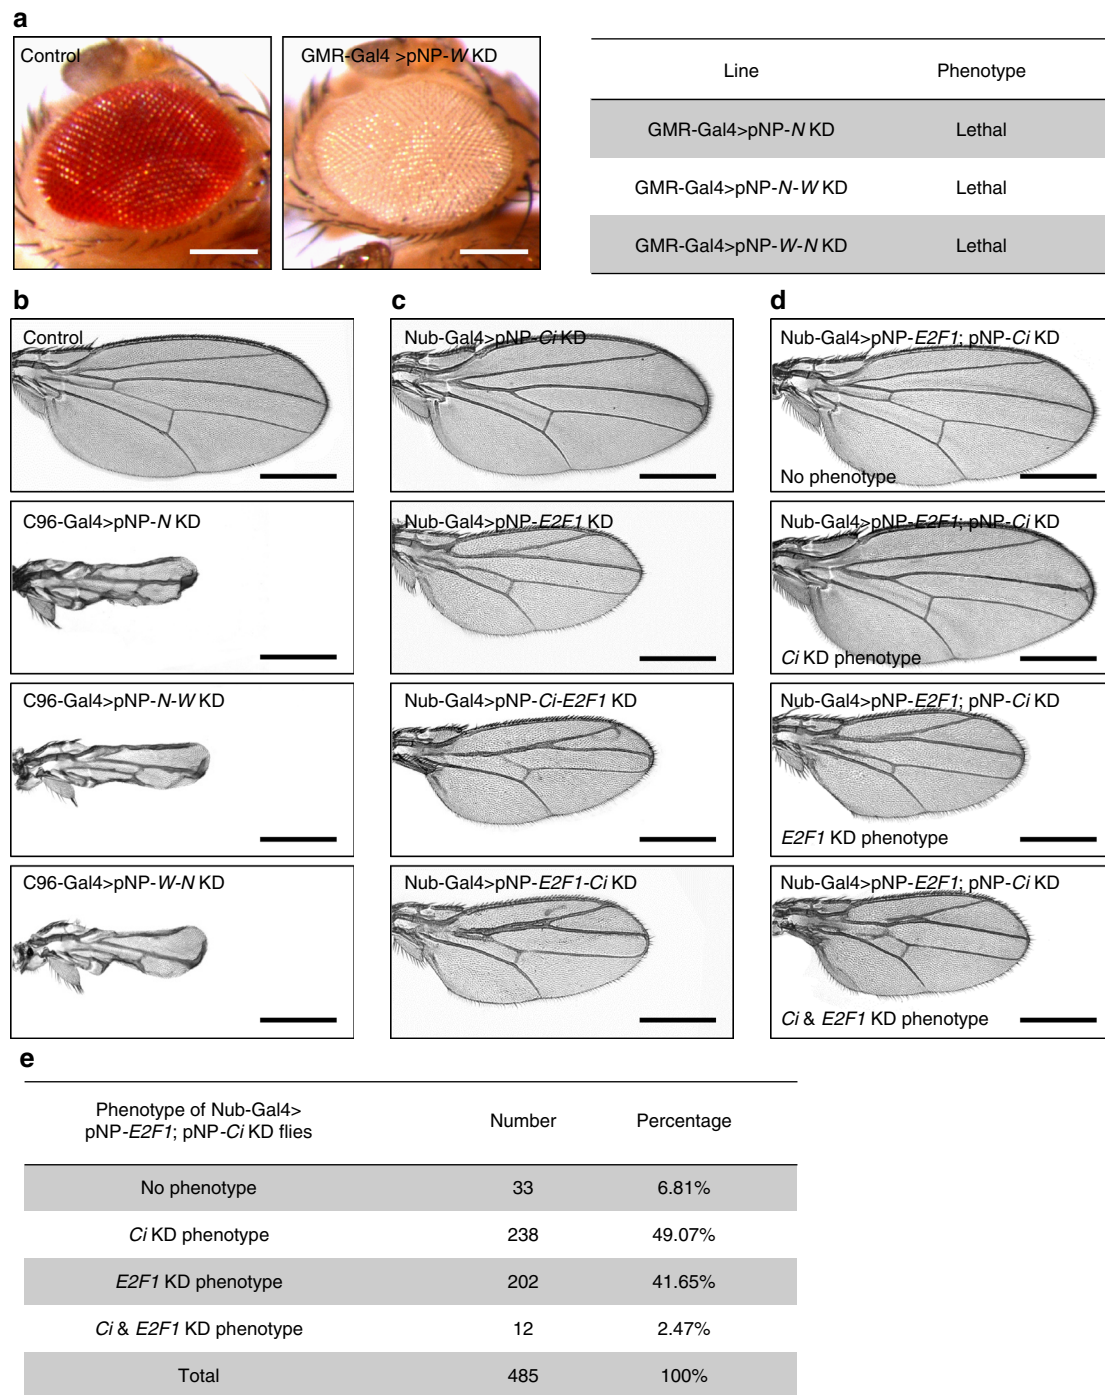 a
Control
GMR-Gal4 >pNP-W KD
Line Phenotype
GMR-Gal4>pNP-N KD Lethal
GMR-Gal4>pNP-N-W KD Lethal
GMR-Gal4>pNP-W-N KD Lethal
b
Control
C96-Gal4>pNP-N KD
C96-Gal4>pNP-N-W KD
C96-Gal4>pNP-W-N KD
c
Nub-Gal4>pNP-Ci KD
Nub-Gal4>pNP-E2F1 KD
Nub-Gal4>pNP-Ci-E2F1 KD
Nub-Gal4>pNP-E2F1-Ci KD
d
Nub-Gal4>pNP-E2F1; pNP-Ci KD
No phenotype
Nub-Gal4>pNP-E2F1; pNP-Ci KD
Ci KD phenotype
Nub-Gal4>pNP-E2F1; pNP-Ci KD
E2F1 KD phenotype
Nub-Gal4>pNP-E2F1; pNP-Ci KD
Ci & E2F1 KD phenotype
e
Phenotype of Nub-Gal4>
pNP-E2F1; pNP-Ci KD flies
Number Percentage
No phenotype 33 6.81%
Ci KD phenotype 238 49.07%
E2F1 KD phenotype 202 41.65%
Ci & E2F1 KD phenotype 12 2.47%
Total 485 100%